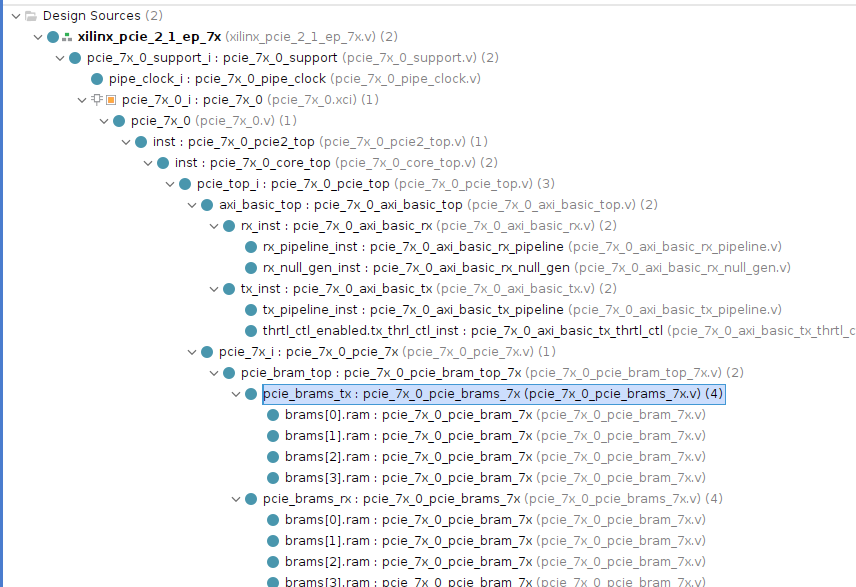 Design Sources (2)
xilinx_pcie_2_1_ep_7x (xilinx_pcie_2_1_ep_7x.v) (2)
pcie_7x_0_support_i : pcie_7x_0_support (pcie_7x_0_support.v) (2)
pipe_clock_i : pcie_7x_0_pipe_clock (pcie_7x_0_pipe_clock.v)
pcie_7x_0_i : pcie_7x_0 (pcie_7x_0.xci) (1)
pcie_7x_0 (pcie_7x_0.v) (1)
inst : pcie_7x_0_pcie2_top (pcie_7x_0_pcie2_top.v) (1)
inst : pcie_7x_0_core_top (pcie_7x_0_core_top.v) (2)
pcie_top_i : pcie_7x_0_pcie_top (pcie_7x_0_pcie_top.v) (3)
axi_basic_top : pcie_7x_0_axi_basic_top (pcie_7x_0_axi_basic_top.v) (2)
rx_inst : pcie_7x_0_axi_basic_rx (pcie_7x_0_axi_basic_rx.v) (2)
rx_pipeline_inst : pcie_7x_0_axi_basic_rx_pipeline (pcie_7x_0_axi_basic_rx_pipeline.v)
rx_null_gen_inst : pcie_7x_0_axi_basic_rx_null_gen (pcie_7x_0_axi_basic_rx_null_gen.v)
tx_inst : pcie_7x_0_axi_basic_tx (pcie_7x_0_axi_basic_tx.v) (2)
tx_pipeline_inst : pcie_7x_0_axi_basic_tx_pipeline (pcie_7x_0_axi_basic_tx_pipeline.v)
thrtl_ctl_enabled.tx_thrl_ctl_inst : pcie_7x_0_axi_basic_tx_thrtl_ctl (pcie_7x_0_axi_basic_tx_thrtl_c
pcie_7x_i : pcie_7x_0_pcie_7x (pcie_7x_0_pcie_7x.v) (1)
pcie_bram_top : pcie_7x_0_pcie_bram_top_7x (pcie_7x_0_pcie_bram_top_7x.v) (2)
pcie_brams_tx : pcie_7x_0_pcie_brams_7x (pcie_7x_0_pcie_brams_7x.v) (4)
brams[0].ram : pcie_7x_0_pcie_bram_7x (pcie_7x_0_pcie_bram_7x.v)
brams[1].ram : pcie_7x_0_pcie_bram_7x (pcie_7x_0_pcie_bram_7x.v)
brams[2].ram : pcie_7x_0_pcie_bram_7x (pcie_7x_0_pcie_bram_7x.v)
brams[3].ram : pcie_7x_0_pcie_bram_7x (pcie_7x_0_pcie_bram_7x.v)
pcie_brams_rx : pcie_7x_0_pcie_brams_7x (pcie_7x_0_pcie_brams_7x.v) (4)
brams[0].ram : pcie_7x_0_pcie_bram_7x (pcie_7x_0_pcie_bram_7x.v)
brams[1].ram : pcie_7x_0_pcie_bram_7x (pcie_7x_0_pcie_bram_7x.v)
brams[2].ram : pcie_7x_0_pcie_bram_7x (pcie_7x_0_pcie_bram_7x.v)
brams[3].ram : pcie_7x_0_pcie_bram_7x (pcie_7x_0_pcie_bram_7x.v)